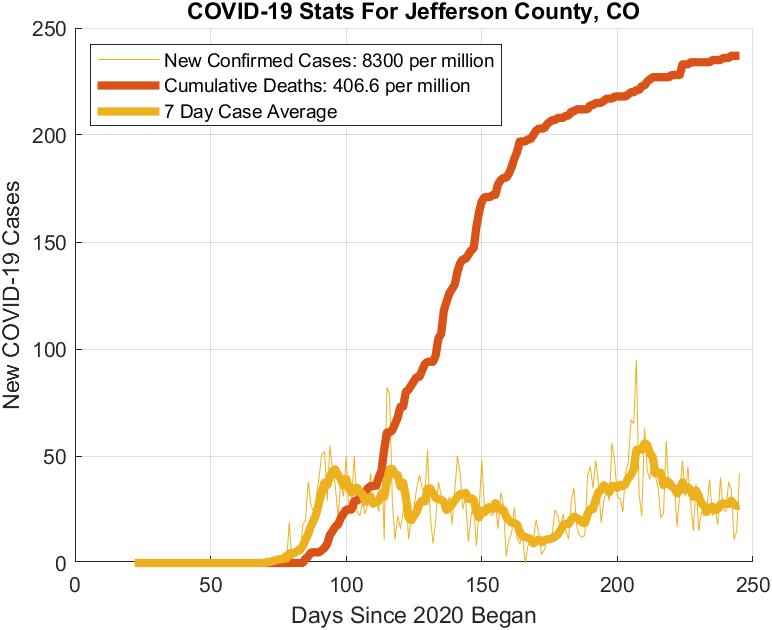 COVID-19 Stats For Jefferson County, CO
250
New Confirmed Cases: 8300 per million
Cumulative Deaths: 406.6 per million
7 Day Case Average
200
150
100
50
0
New COVID-19 Cases
0 50 100 150 200 250
Days Since 2020 Began